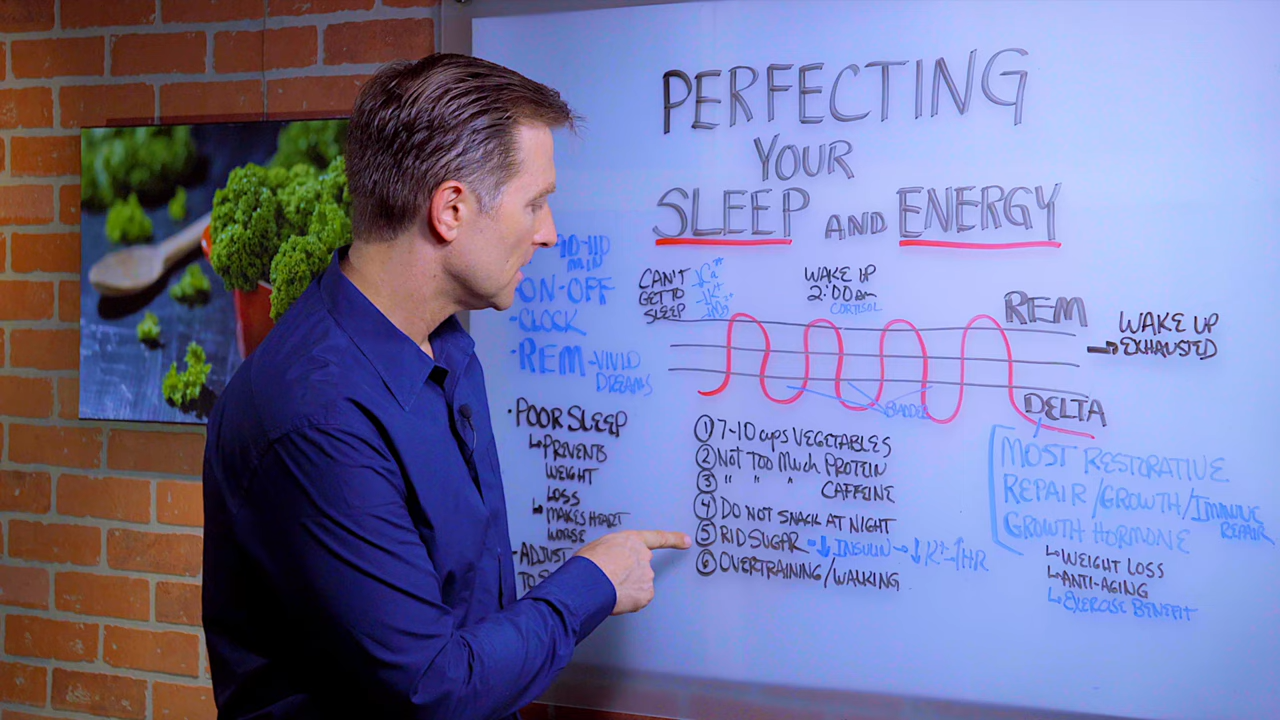 PERFECTING
YOUR
SLEEP AND ENERGY
MIN
-ON-OFF
-CLOCK
-REM-VIVID
DREAMS
CAN'T
GET TO
SLEEP
WAKE UP
2:00am
CORTISOL
REM
WAKE UP
EXHAUSTED
BLADDER
DELTA
·POOR SLEEP
↳PREVENTS
WEIGHT
LOSS
↳MAKES HEART
WORSE
-ADJUST
① 7-10 cups VEGETABLES
② NOT TOO MUCH PROTEIN
③ " " " CAFFEINE
④ DO NOT SNACK AT NIGHT
⑤ RID SUGAR-↓INSULIN→↓K+-↑HR
⑥ OVERTRAINING/WALKING
MOST RESTORATIVE
REPAIR/GROWTH/IMMUNE
REPAIR
GROWTH HORMONE
↳WEIGHT LOSS
↳ANTI-AGING
↳EXERCISE BENEFIT